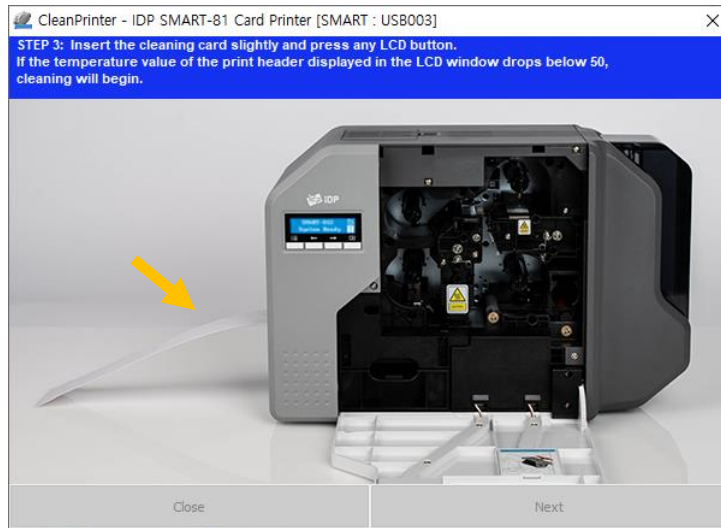 CleanPrinter - IDP SMART-81 Card Printer [SMART : USB003]
STEP 3: Insert the cleaning card slightly and press any LCD button.
If the temperature value of the print header displayed in the LCD window drops below 50,
cleaning will begin.
IDP
System Ready
Close
Next